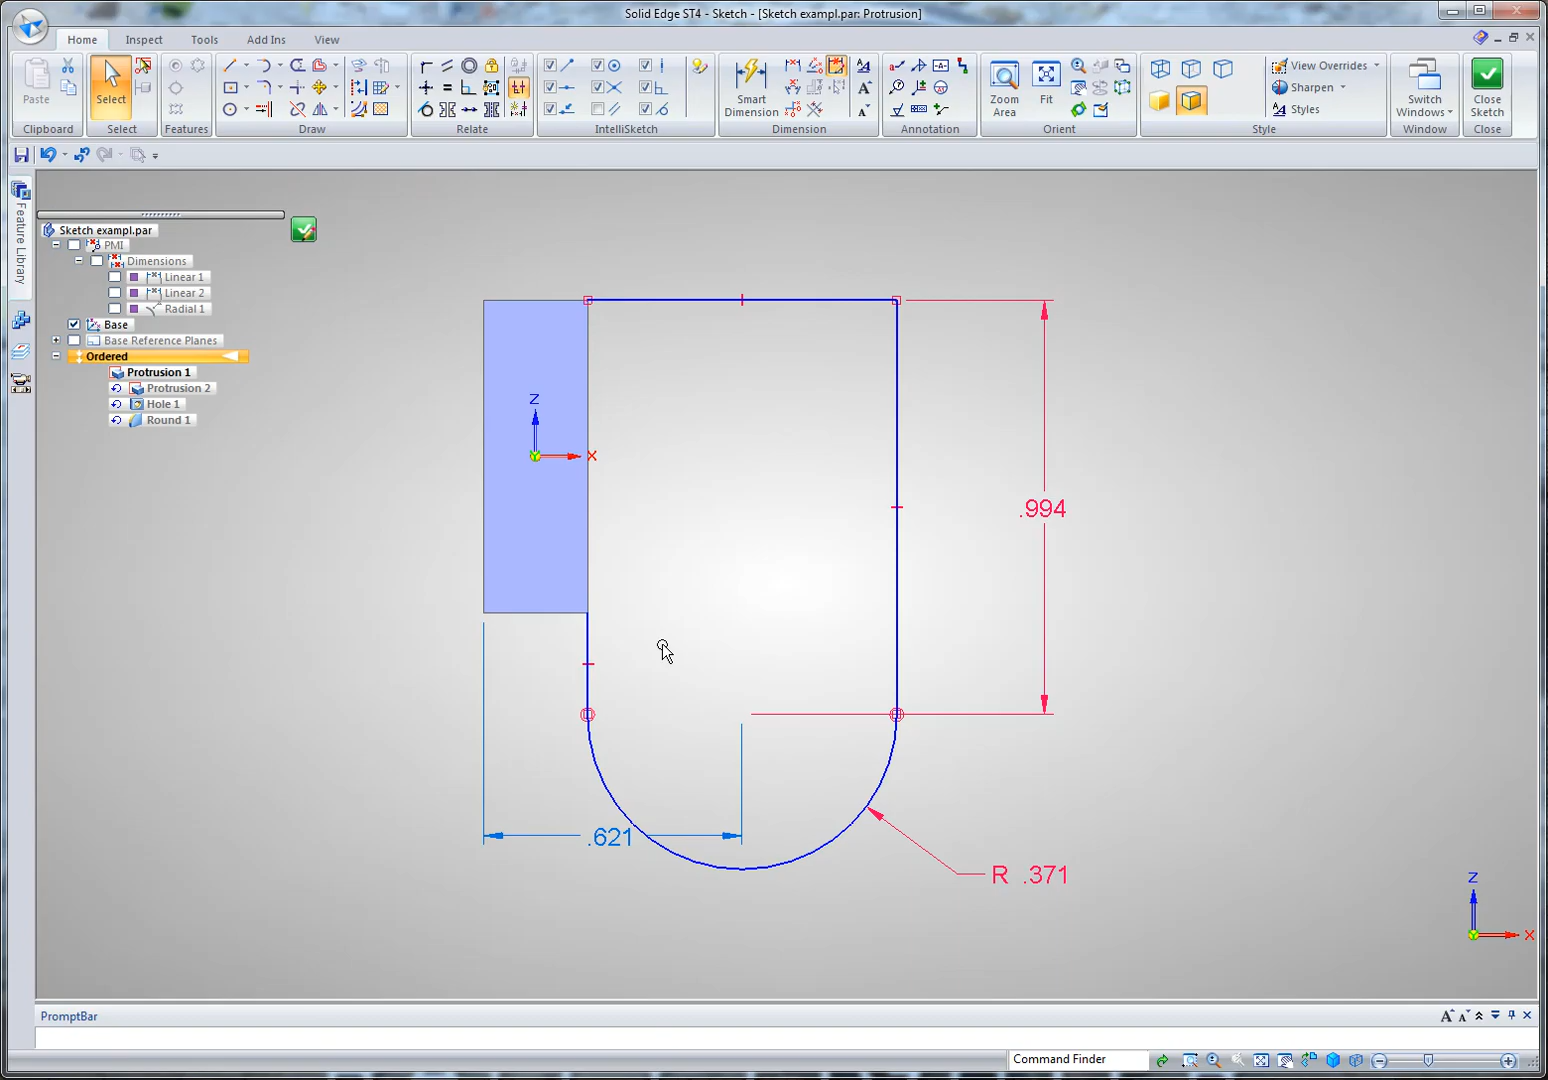 Solid Edge ST4 - Sketch - [Sketch exampl.par: Protrusion]
Home Inspect Tools Add Ins View
Paste
Clipboard
Select
Select
Features
Draw
Relate
IntelliSketch
Smart
Dimension
Dimension
Annotation
Zoom
Area
Fit
Orient
View Overrides
Sharpen
Styles
Style
Switch
Windows
Window
Close
Sketch
Close
Feature Library
Sketch exampl.par
PMI
Dimensions
Linear 1
Linear 2
Radial 1
Base
Base Reference Planes
Ordered
Protrusion 1
Protrusion 2
Hole 1
Round 1
Z
X
.994
.621
R .371
Z
X
PromptBar
Command Finder